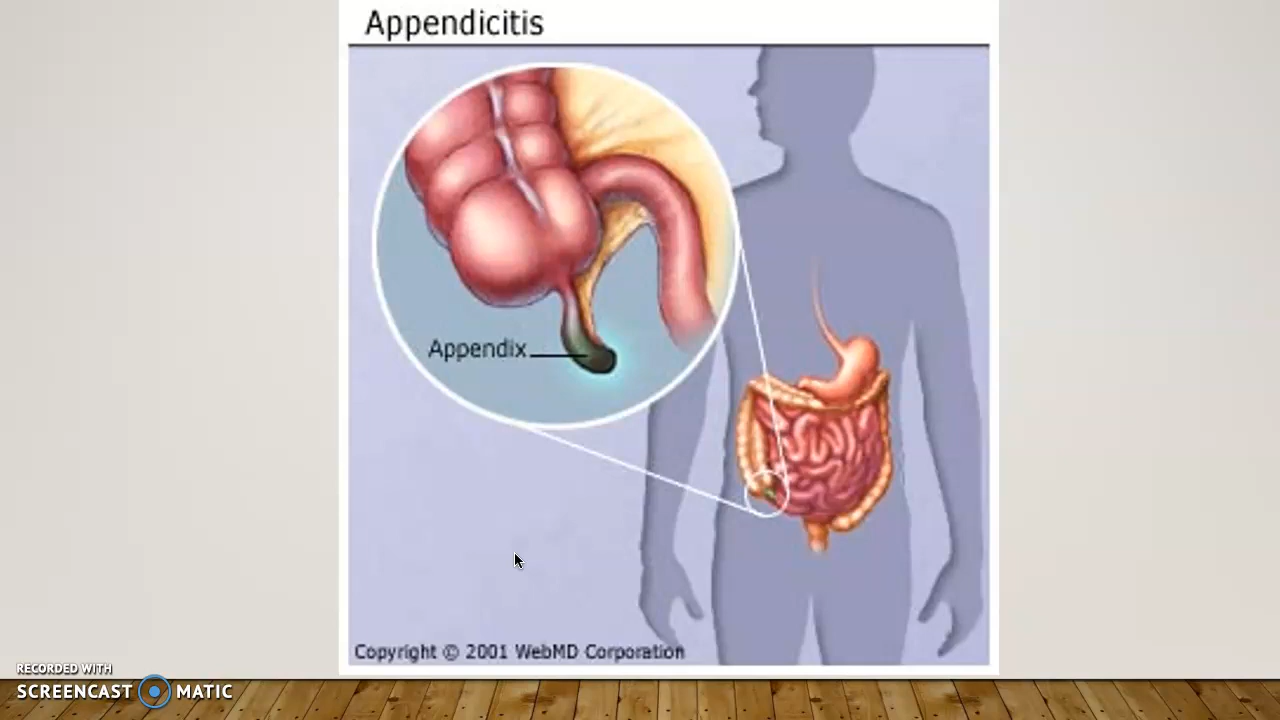 Appendicitis
Appendix
Copyright © 2001 WebMD Corporation
RECORDED WITH
SCREENCAST MATIC